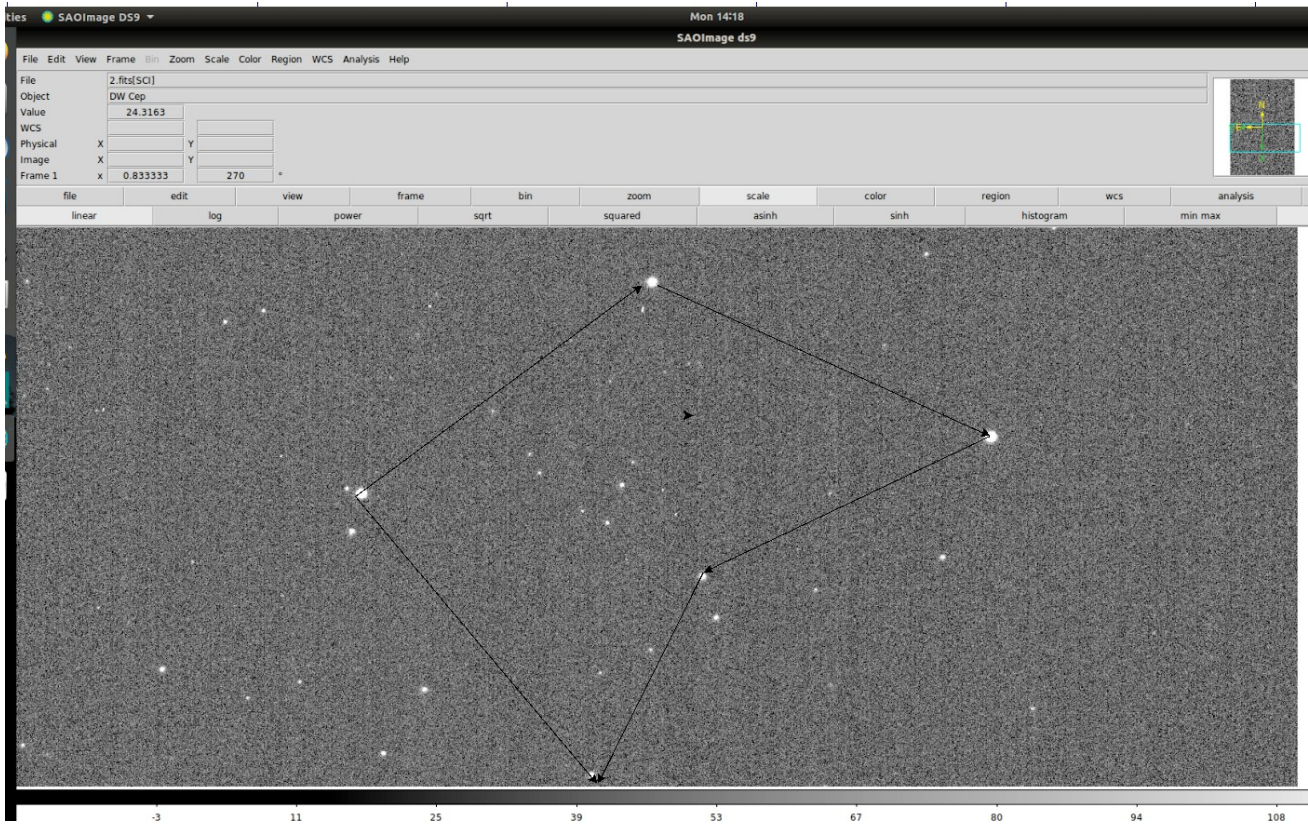 ties SAOImage DS9 Mon 14:18
SAOImage ds9
File Edit View Frame Bin Zoom Scale Color Region WCS Analysis Help
File 2.fits[SCI]
Object DW Cep
Value 24.3163
WCS
Physical X Y
Image X Y
Frame 1 x 0.833333 270 °
N
E
file edit view frame bin zoom scale color region wcs analysis
linear log power sqrt squared asinh sinh histogram min max
-3 11 25 39 53 67 80 94 108